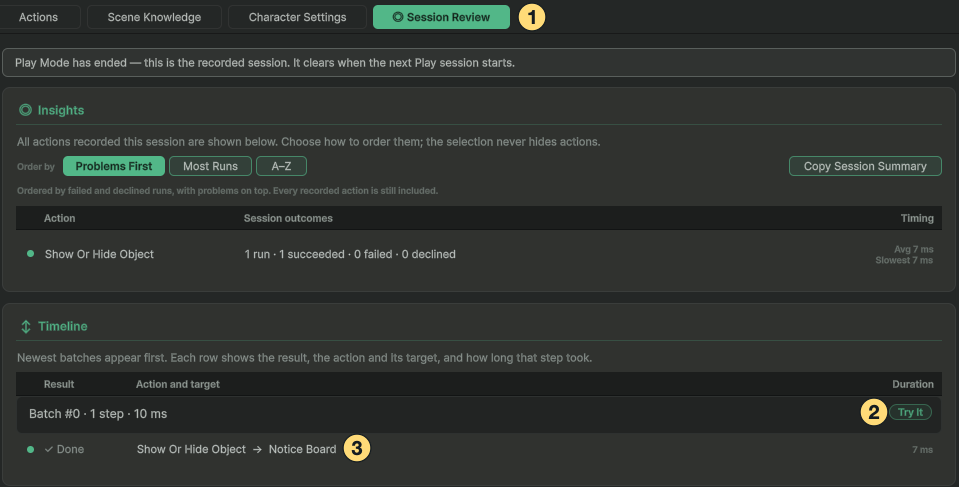 Actions Scene Knowledge Character Settings Session Review 1
Play Mode has ended — this is the recorded session. It clears when the next Play session starts.
Insights
All actions recorded this session are shown below. Choose how to order them; the selection never hides actions.
Order by Problems First Most Runs A–Z Copy Session Summary
Ordered by failed and declined runs, with problems on top. Every recorded action is still included.
Action Session outcomes Timing
Show Or Hide Object 1 run · 1 succeeded · 0 failed · 0 declined Avg 7 ms
Slowest 7 ms
Timeline
Newest batches appear first. Each row shows the result, the action and its target, and how long that step took.
Result Action and target Duration
Batch #0 · 1 step · 10 ms 2 Try It
✓ Done Show Or Hide Object → Notice Board 3 7 ms